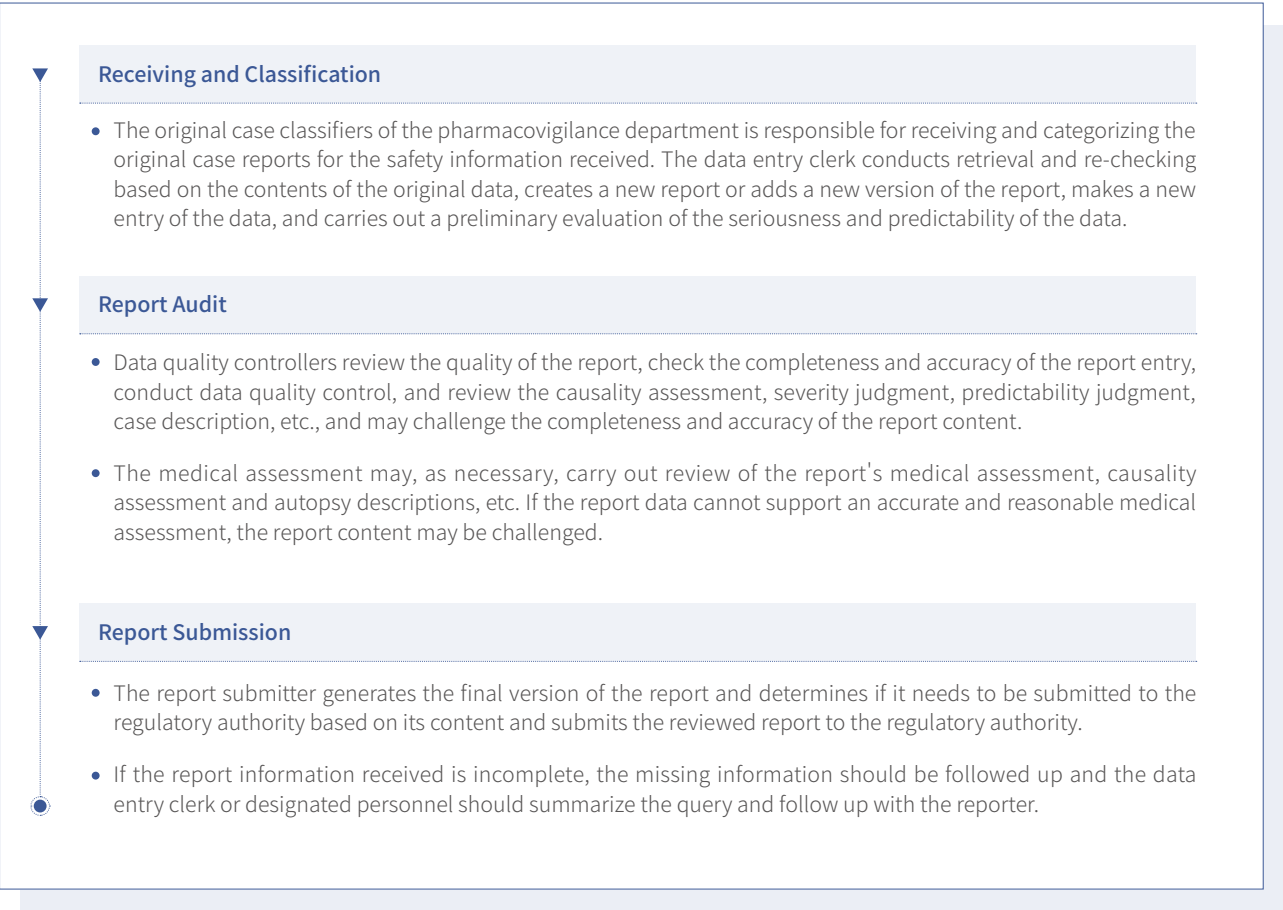 Receiving and Classification
The original case classifiers of the pharmacovigilance department is responsible for receiving and categorizing the
original case reports for the safety information received. The data entry clerk conducts retrieval and re-checking
based on the contents of the original data, creates a new report or adds a new version of the report, makes a new
entry of the data, and carries out a preliminary evaluation of the seriousness and predictability of the data.
Report Audit
Data quality controllers review the quality of the report, check the completeness and accuracy of the report entry,
conduct data quality control, and review the causality assessment, severity judgment, predictability judgment,
case description, etc., and may challenge the completeness and accuracy of the report content.
The medical assessment may, as necessary, carry out review of the report's medical assessment, causality
assessment and autopsy descriptions, etc. If the report data cannot support an accurate and reasonable medical
assessment, the report content may be challenged.
Report Submission
The report submitter generates the final version of the report and determines if it needs to be submitted to the
regulatory authority based on its content and submits the reviewed report to the regulatory authority.
If the report information received is incomplete, the missing information should be followed up and the data
entry clerk or designated personnel should summarize the query and follow up with the reporter.